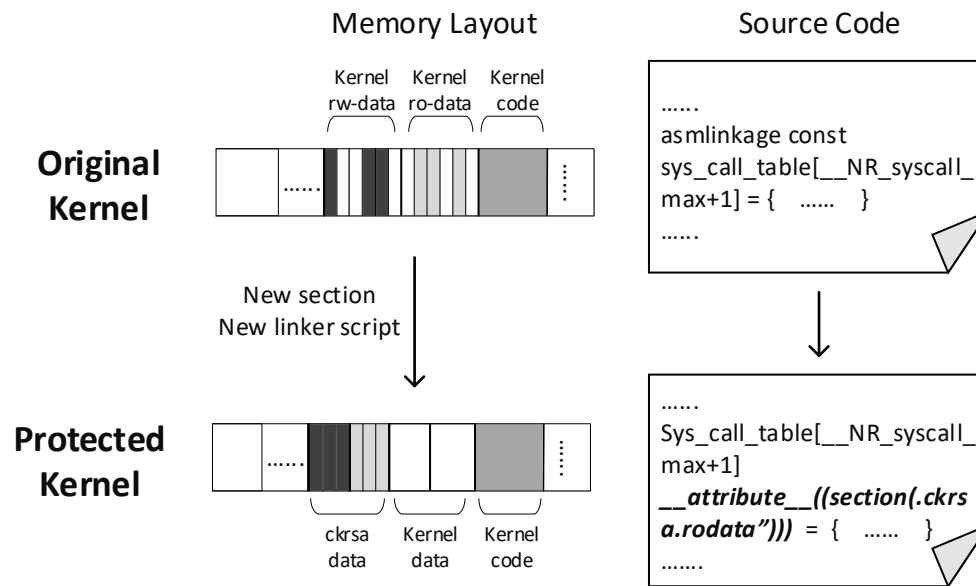 Memory Layout
Source Code
Kernel
rw-data
Kernel
ro-data
Kernel
code
Original
Kernel
......
......
......
asmlinkage const
sys_call_table[__NR_syscall_
max+1] = { ...... }
......
New section
New linker script
Protected
Kernel
......
......
ckrsa
data
Kernel
data
Kernel
code
......
Sys_call_table[__NR_syscall_
max+1]
__attribute__((section(.ckrs
a.rodata”))) = { ...... }
.......